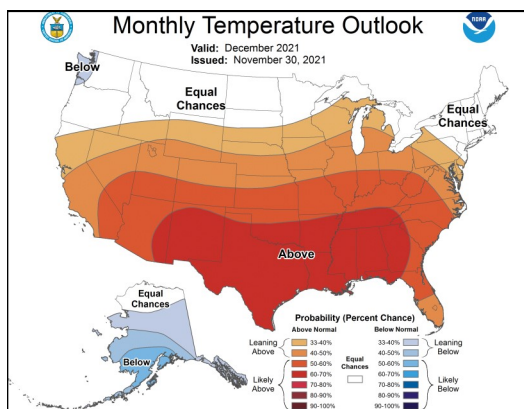 Monthly Temperature Outlook
Valid: December 2021
Issued: November 30, 2021
NOAA
Below
Equal
Chances
Equal
Chances
Above
Equal
Chances
Below
Probability (Percent Chance)
Above Normal
Below Normal
Leaning
Above
Likely
Above
33-40%
40-50%
50-60%
60-70%
70-80%
80-90%
90-100%
Equal
Chances
33-40%
40-50%
50-60%
60-70%
70-80%
80-90%
90-100%
Leaning
Below
Likely
Below